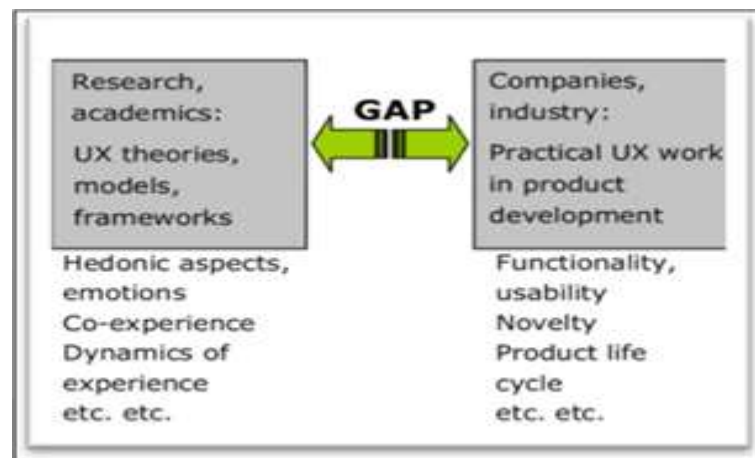 Research,
academics:
UX theories,
models,
frameworks
Hedonic aspects,
emotions
Co-experience
Dynamics of
experience
etc. etc.
GAP
Companies,
industry:
Practical UX work
in product
development
Functionality,
usability
Novelty
Product life
cycle
etc. etc.